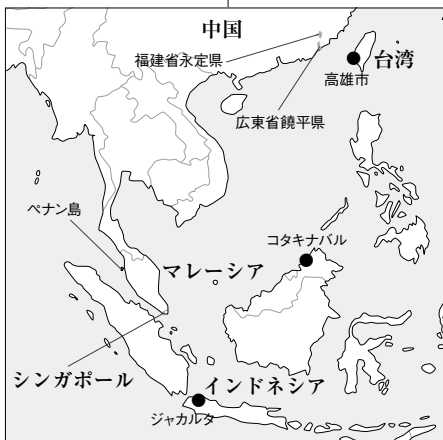 中国
福建省永定県
台湾
高雄市
広東省饒平県
ペナン島
コタキナバル
マレーシア
シンガポール
インドネシア
ジャカルタ